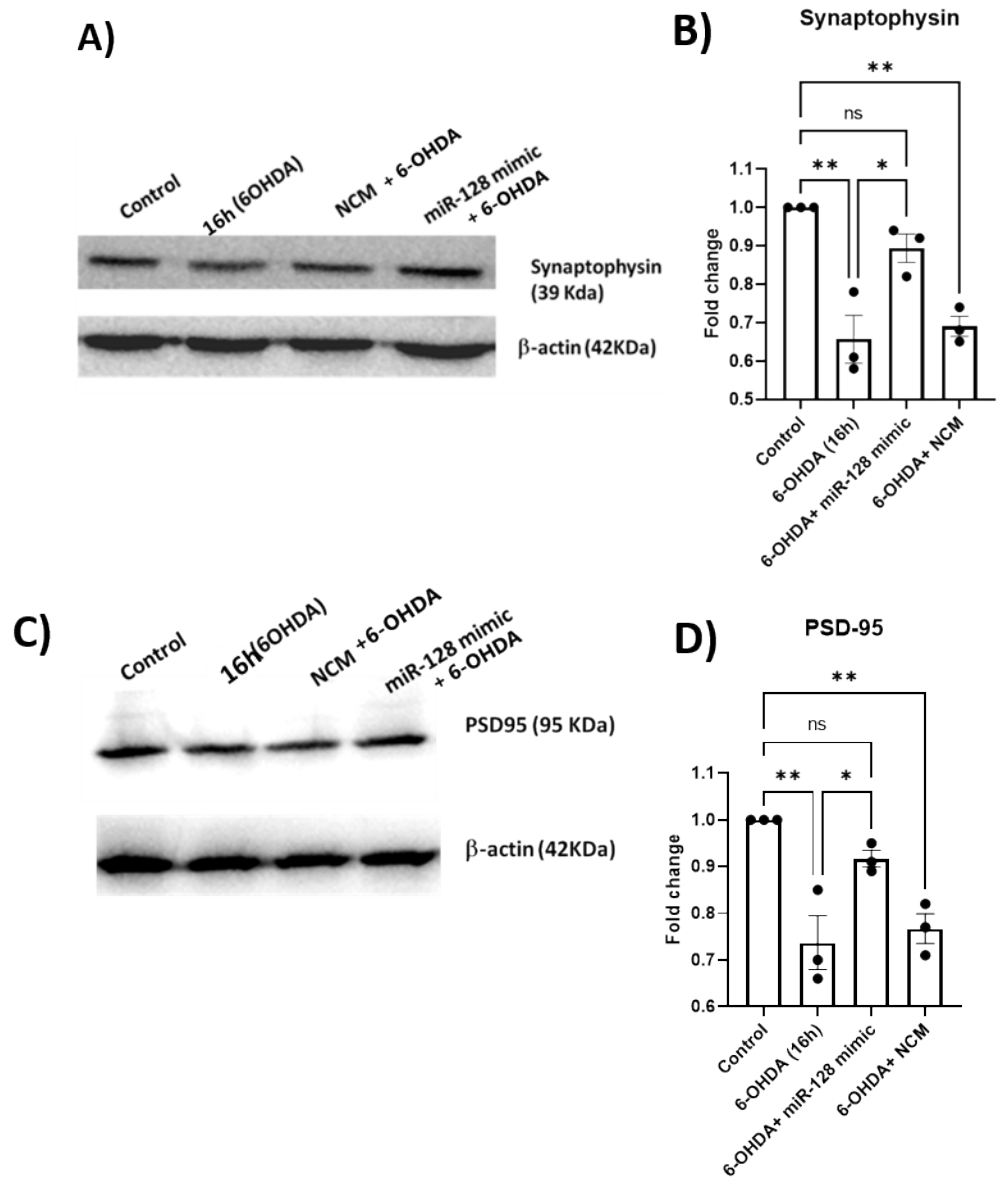 A)
Control
16h (6OHDA)
NCM + 6-OHDA
miR-128 mimic
+ 6-OHDA
Synaptophysin
(39 Kda)
β-actin (42KDa)
B)
Synaptophysin
**
ns
** *
Fold change
1.1
1.0
0.9
0.8
0.7
0.6
0.5
Control
6-OHDA (16h)
6-OHDA+ miR-128 mimic
6-OHDA+ NCM
C)
Control
16H(6OHDA)
NCM +6-OHDA
miR-128 mimic
+ 6-OHDA
PSD95 (95 KDa)
β-actin (42KDa)
D)
PSD-95
**
ns
** *
Fold change
1.1
1.0
0.9
0.8
0.7
0.6
Control
6-OHDA (16h)
6-OHDA+ miR-128 mimic
6-OHDA+ NCM